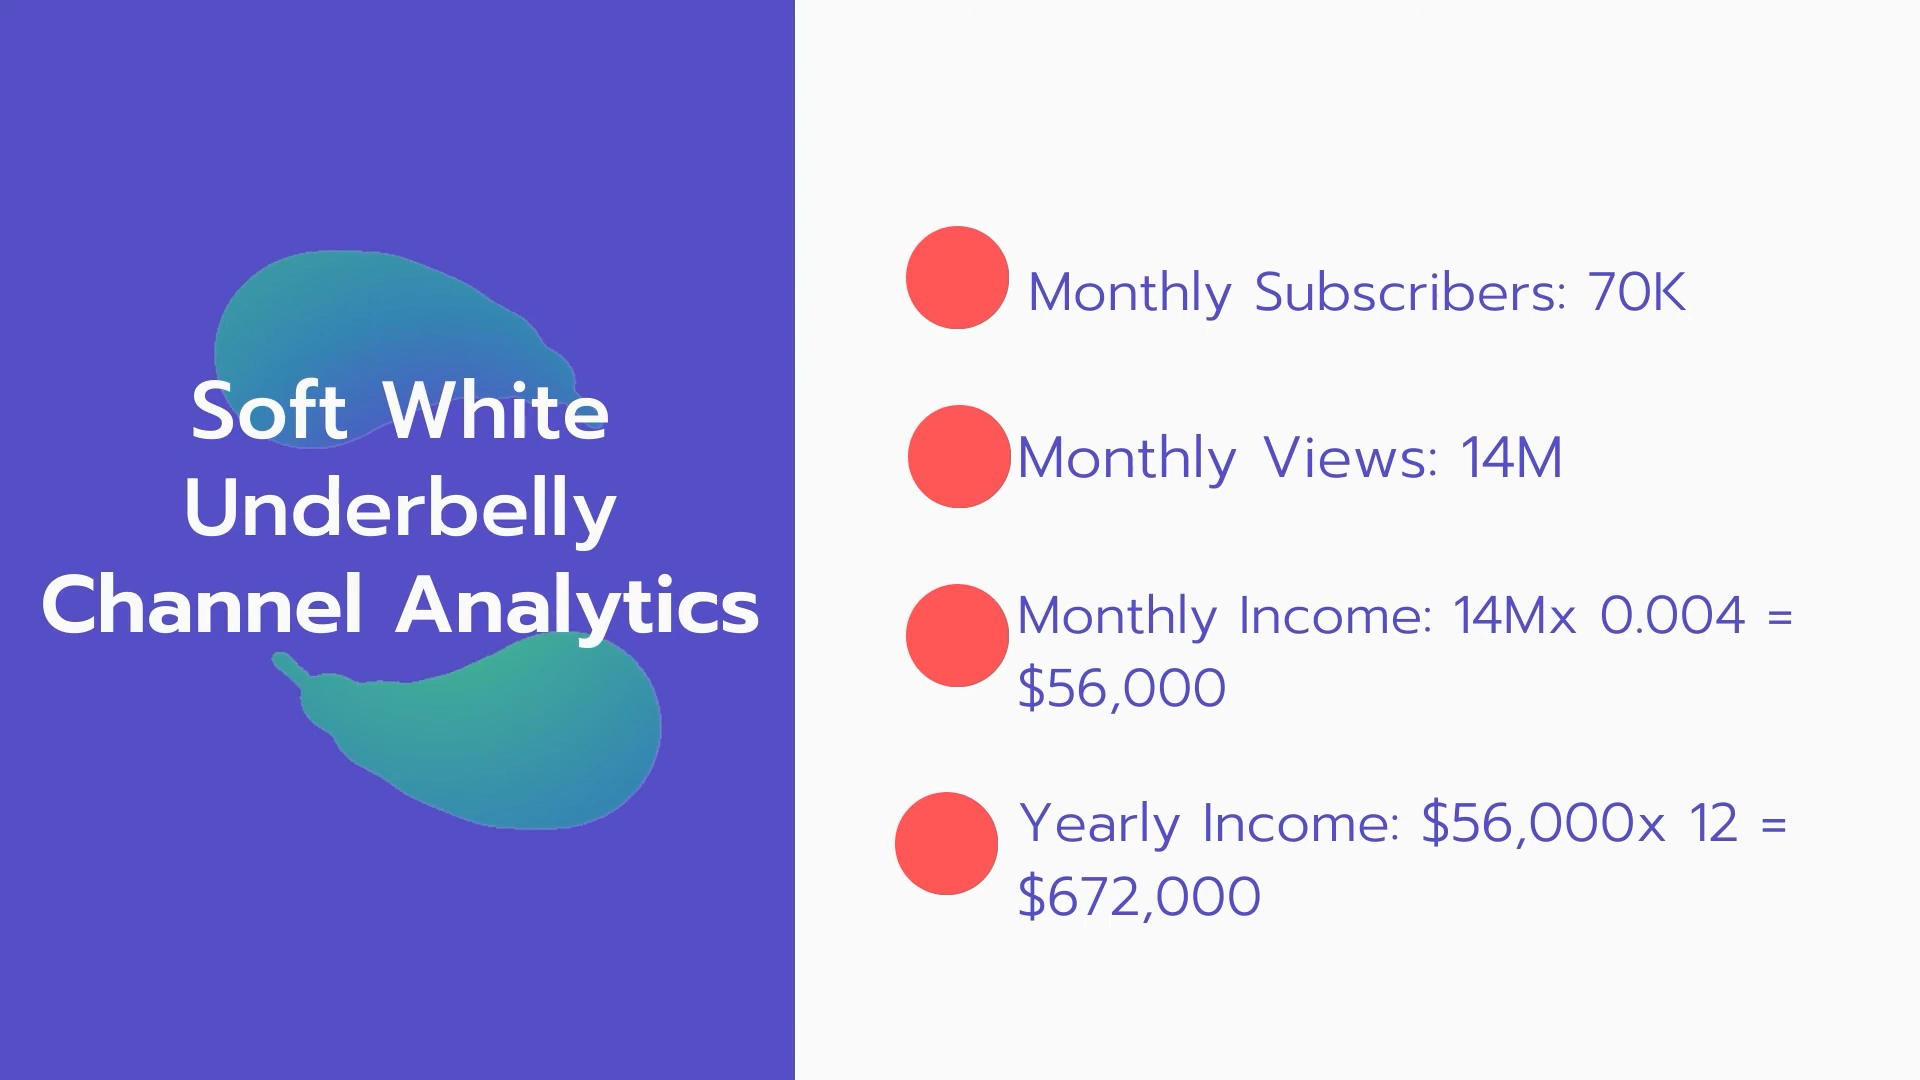 Soft White
Underbelly
Channel Analytics
Monthly Subscribers: 70K
Monthly Views: 14M
Monthly Income: 14Mx 0.004 =
$56,000
Yearly Income: $56,000x 12 =
$672,000